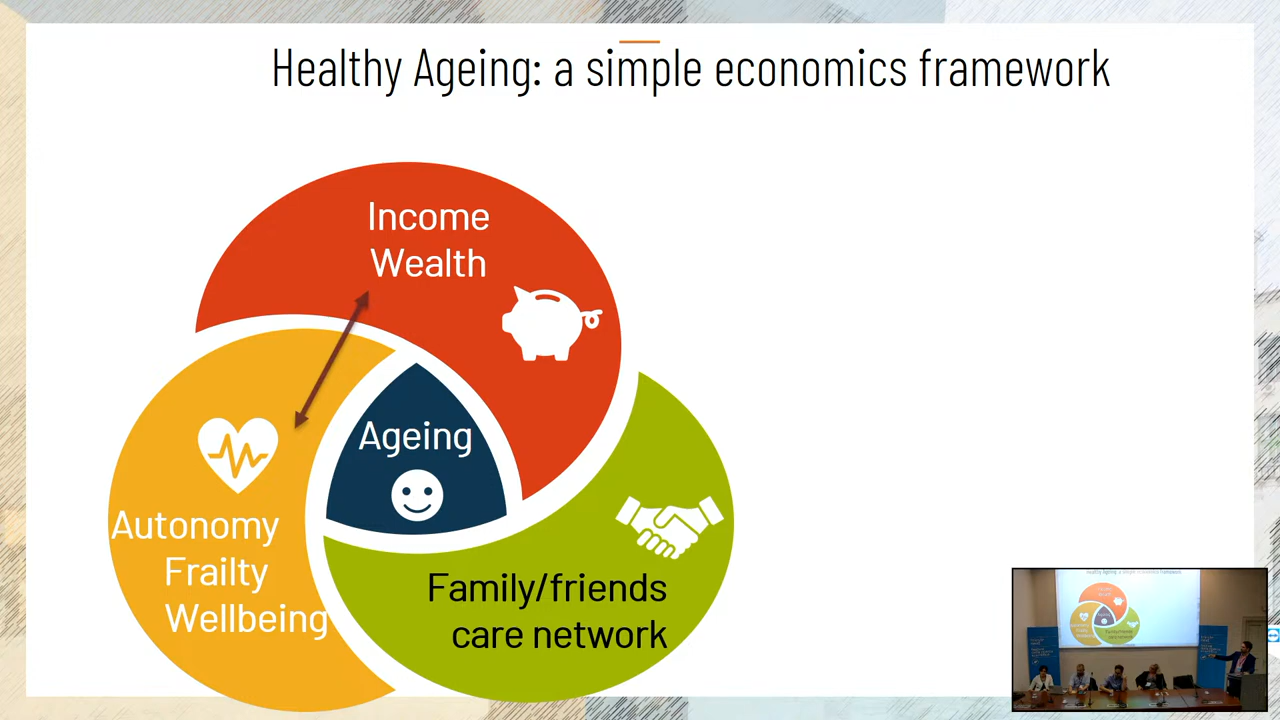 Healthy Ageing: a simple economics framework
Income
Wealth
Ageing
Autonomy
Frailty
Wellbeing
Family/friends
care network